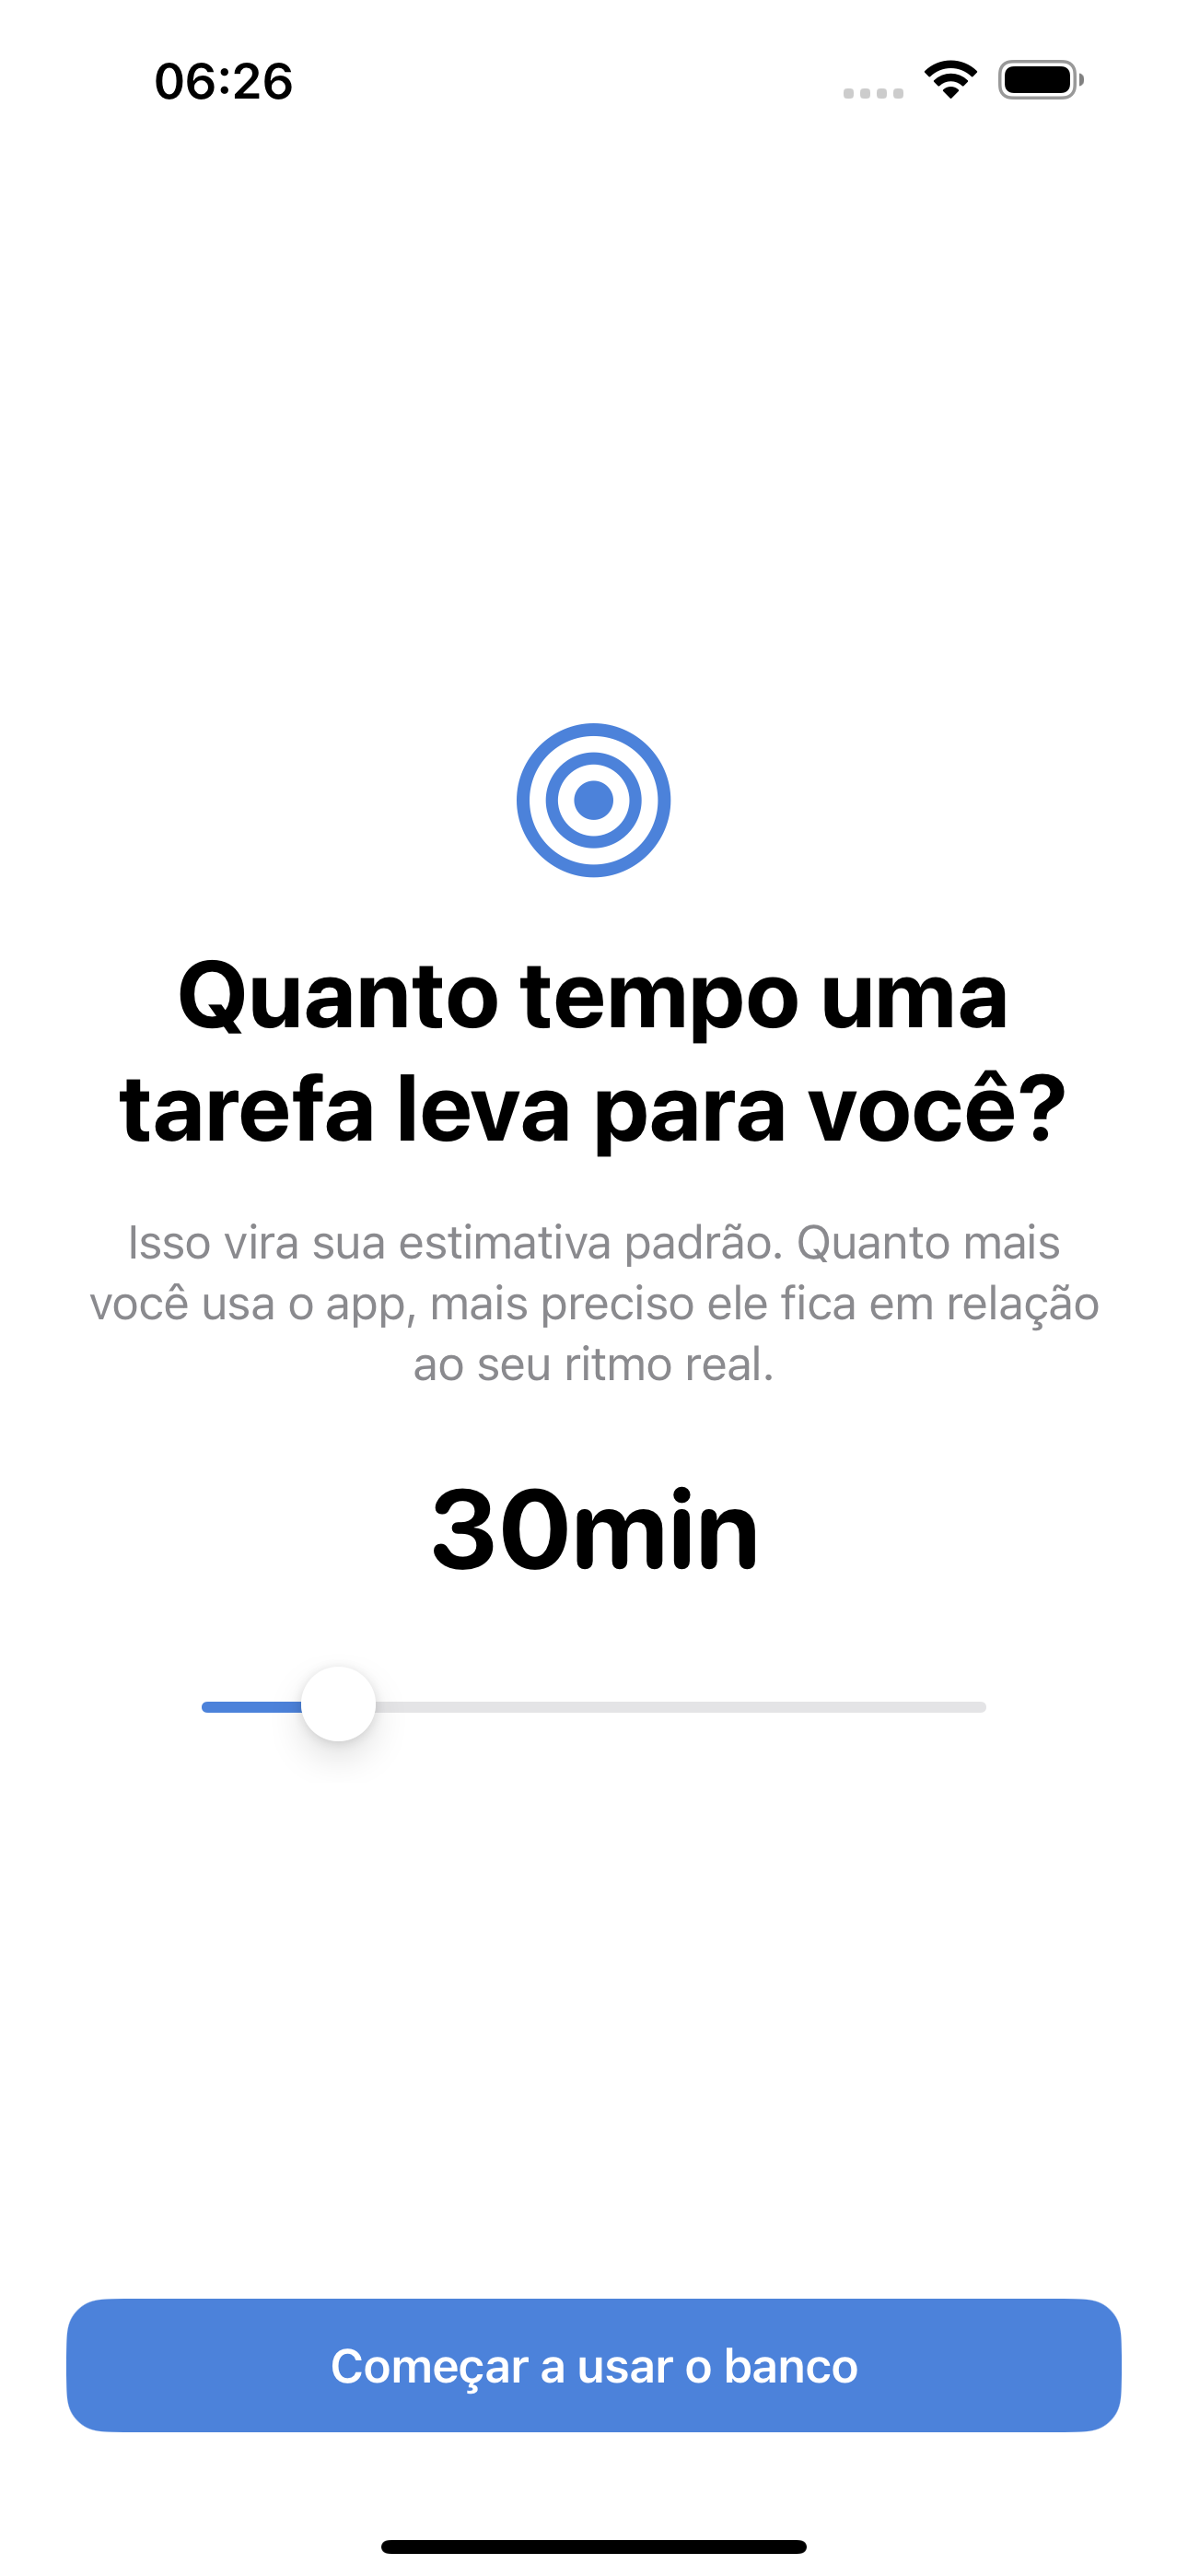 06:26
Quanto tempo uma
tarefa leva para você?
Isso vira sua estimativa padrão. Quanto mais
você usa o app, mais preciso ele fica em relação
ao seu ritmo real.
30min
Começar a usar o banco